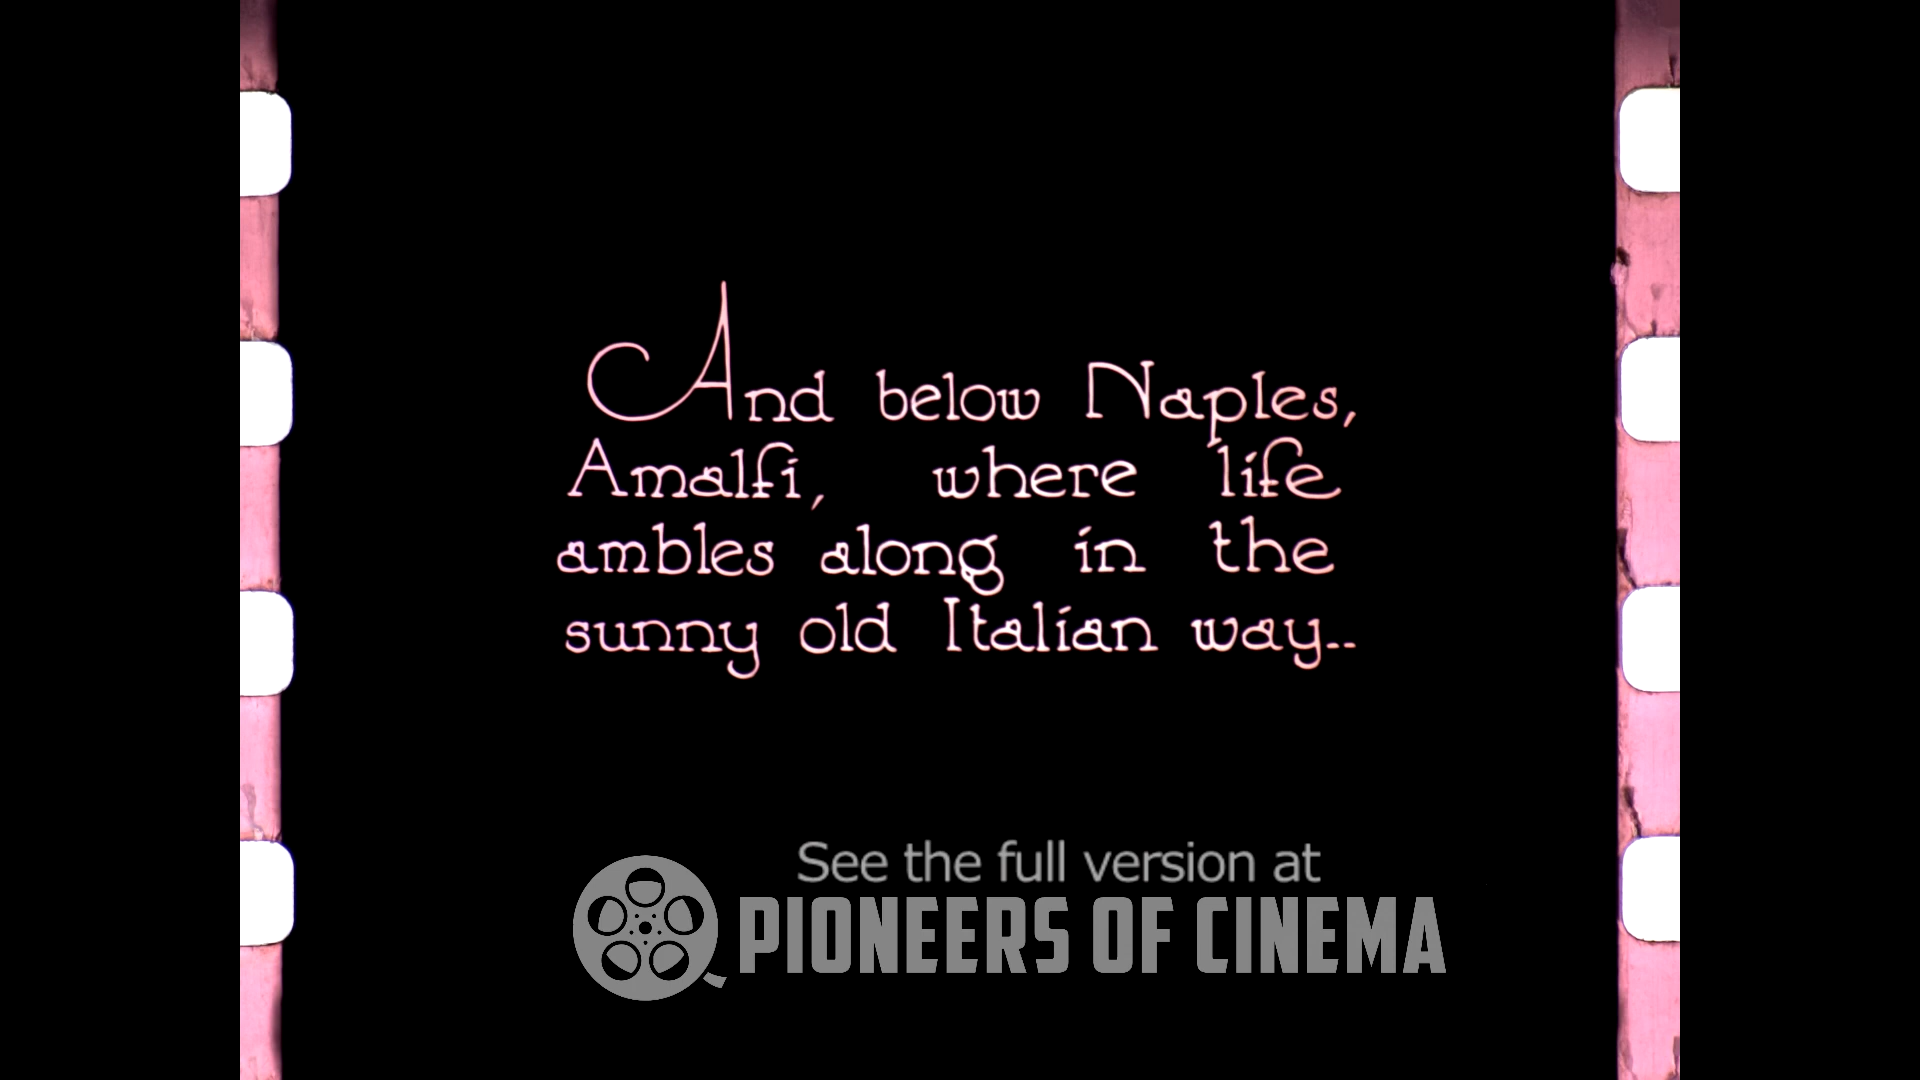 And below Naples,
Amalfi, where life
ambles along in the
sunny old Italian way..
See the full version at
PIONEERS OF CINEMA